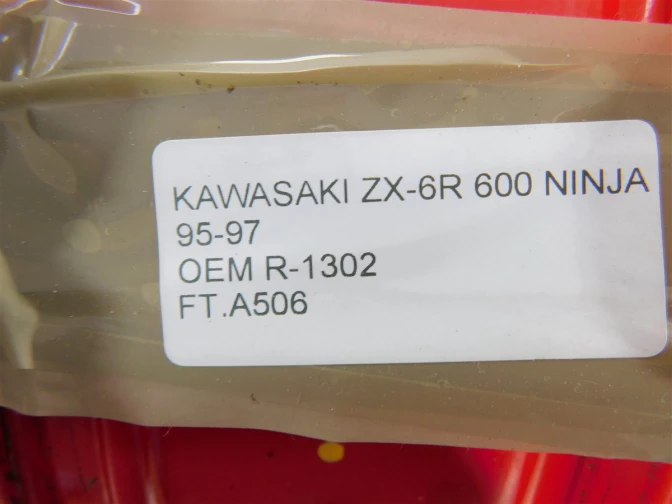 KAWASAKI ZX-6R 600 NINJA
95-97
OEM R-1302
FT.A506